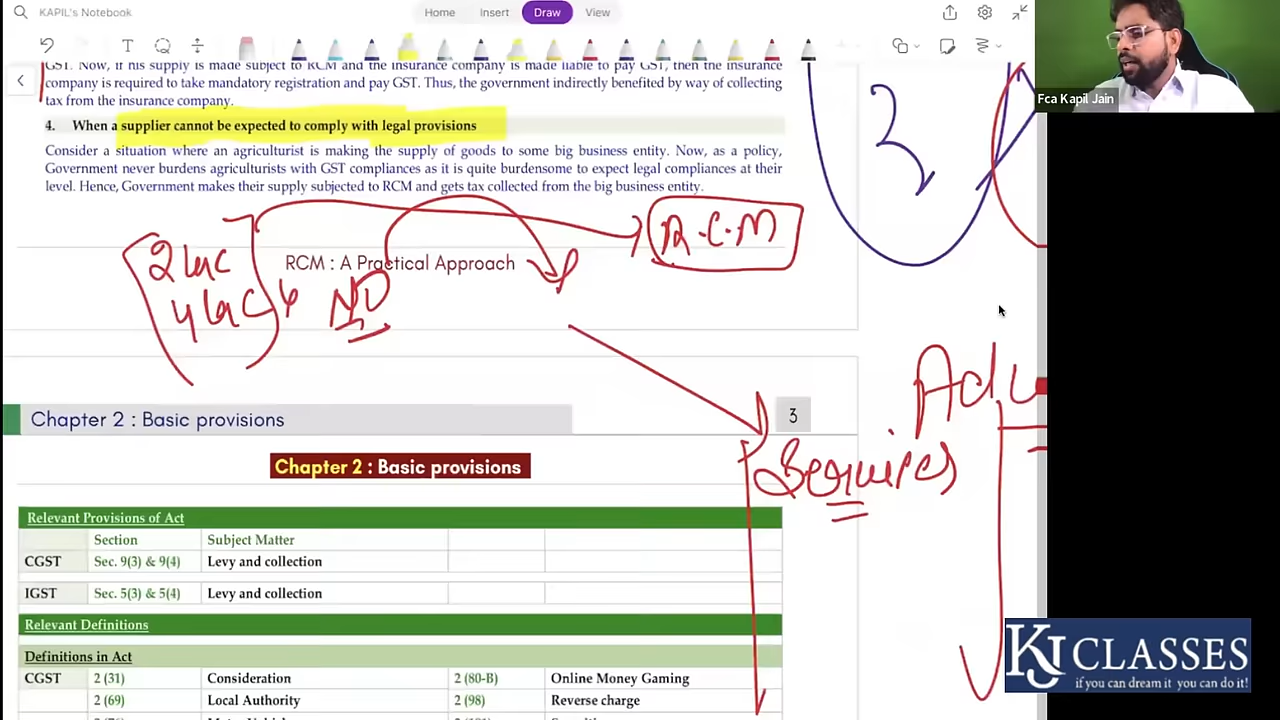 KAPIL's Notebook
Home Insert Draw View
Fca Kapil Jain
GST. Now, if his supply is made subject to RCM and the insurance company is made liable to pay GST, then the insurance
company is required to take mandatory registration and pay GST. Thus, the government indirectly benefited by way of collecting
tax from the insurance company.
4. When a supplier cannot be expected to comply with legal provisions
Consider a situation where an agriculturist is making the supply of goods to some big business entity. Now, as a policy,
Government never burdens agriculturists with GST compliances as it is quite burdensome to expect legal compliances at their
level. Hence, Government makes their supply subjected to RCM and gets tax collected from the big business entity.
R.C.M
2 lac
RCM : A Practical Approach
4 lac
Chapter 2 : Basic provisions
3
Services
Chapter 2 : Basic provisions
Relevant Provisions of Act
Section Subject Matter
CGST Sec. 9(3) & 9(4) Levy and collection
IGST Sec. 5(3) & 5(4) Levy and collection
Relevant Definitions
Definitions in Act
CGST 2 (31) Consideration 2 (80-B) Online Money Gaming
2 (69) Local Authority 2 (98) Reverse charge
KJ CLASSES
if you can dream it you can do it!